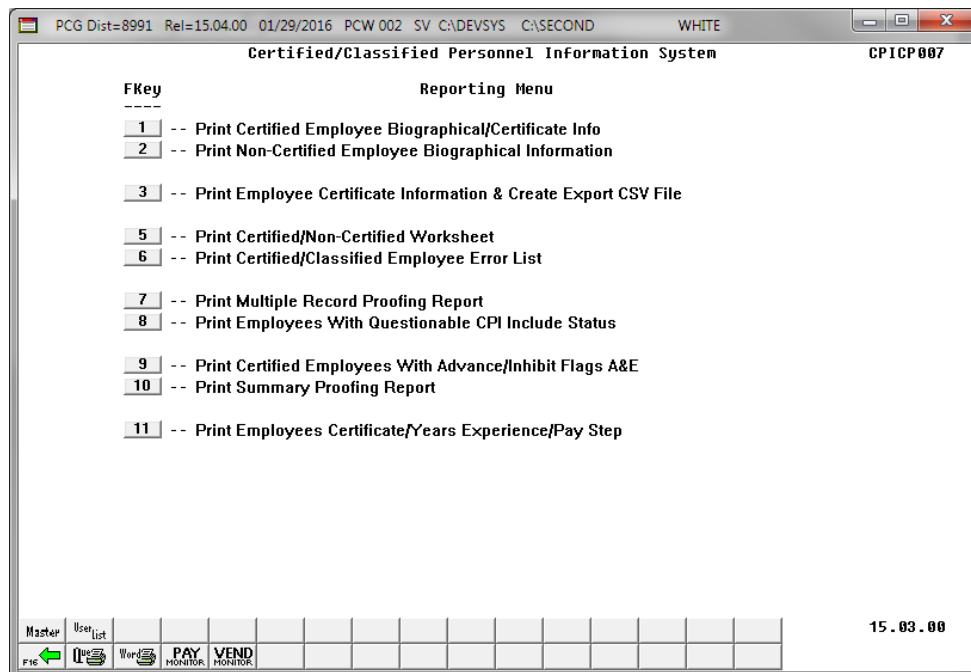 PCG Dist=8991 Rel=15.04.00 01/29/2016 PCW 002 SV C:\DEVSYS C:\SECOND WHITE
Certified/Classified Personnel Information System CPICP007
FKey Reporting Menu
----
1 -- Print Certified Employee Biographical/Certificate Info
2 -- Print Non-Certified Employee Biographical Information
3 -- Print Employee Certificate Information & Create Export CSV File
5 -- Print Certified/Non-Certified Worksheet
6 -- Print Certified/Classified Employee Error List
7 -- Print Multiple Record Proofing Report
8 -- Print Employees With Questionable CPI Include Status
9 -- Print Certified Employees With Advance/Inhibit Flags A&E
10 -- Print Summary Proofing Report
11 -- Print Employees Certificate/Years Experience/Pay Step
Master User List 15.03.00
F16 Que Word PAY MONITOR VEND MONITOR